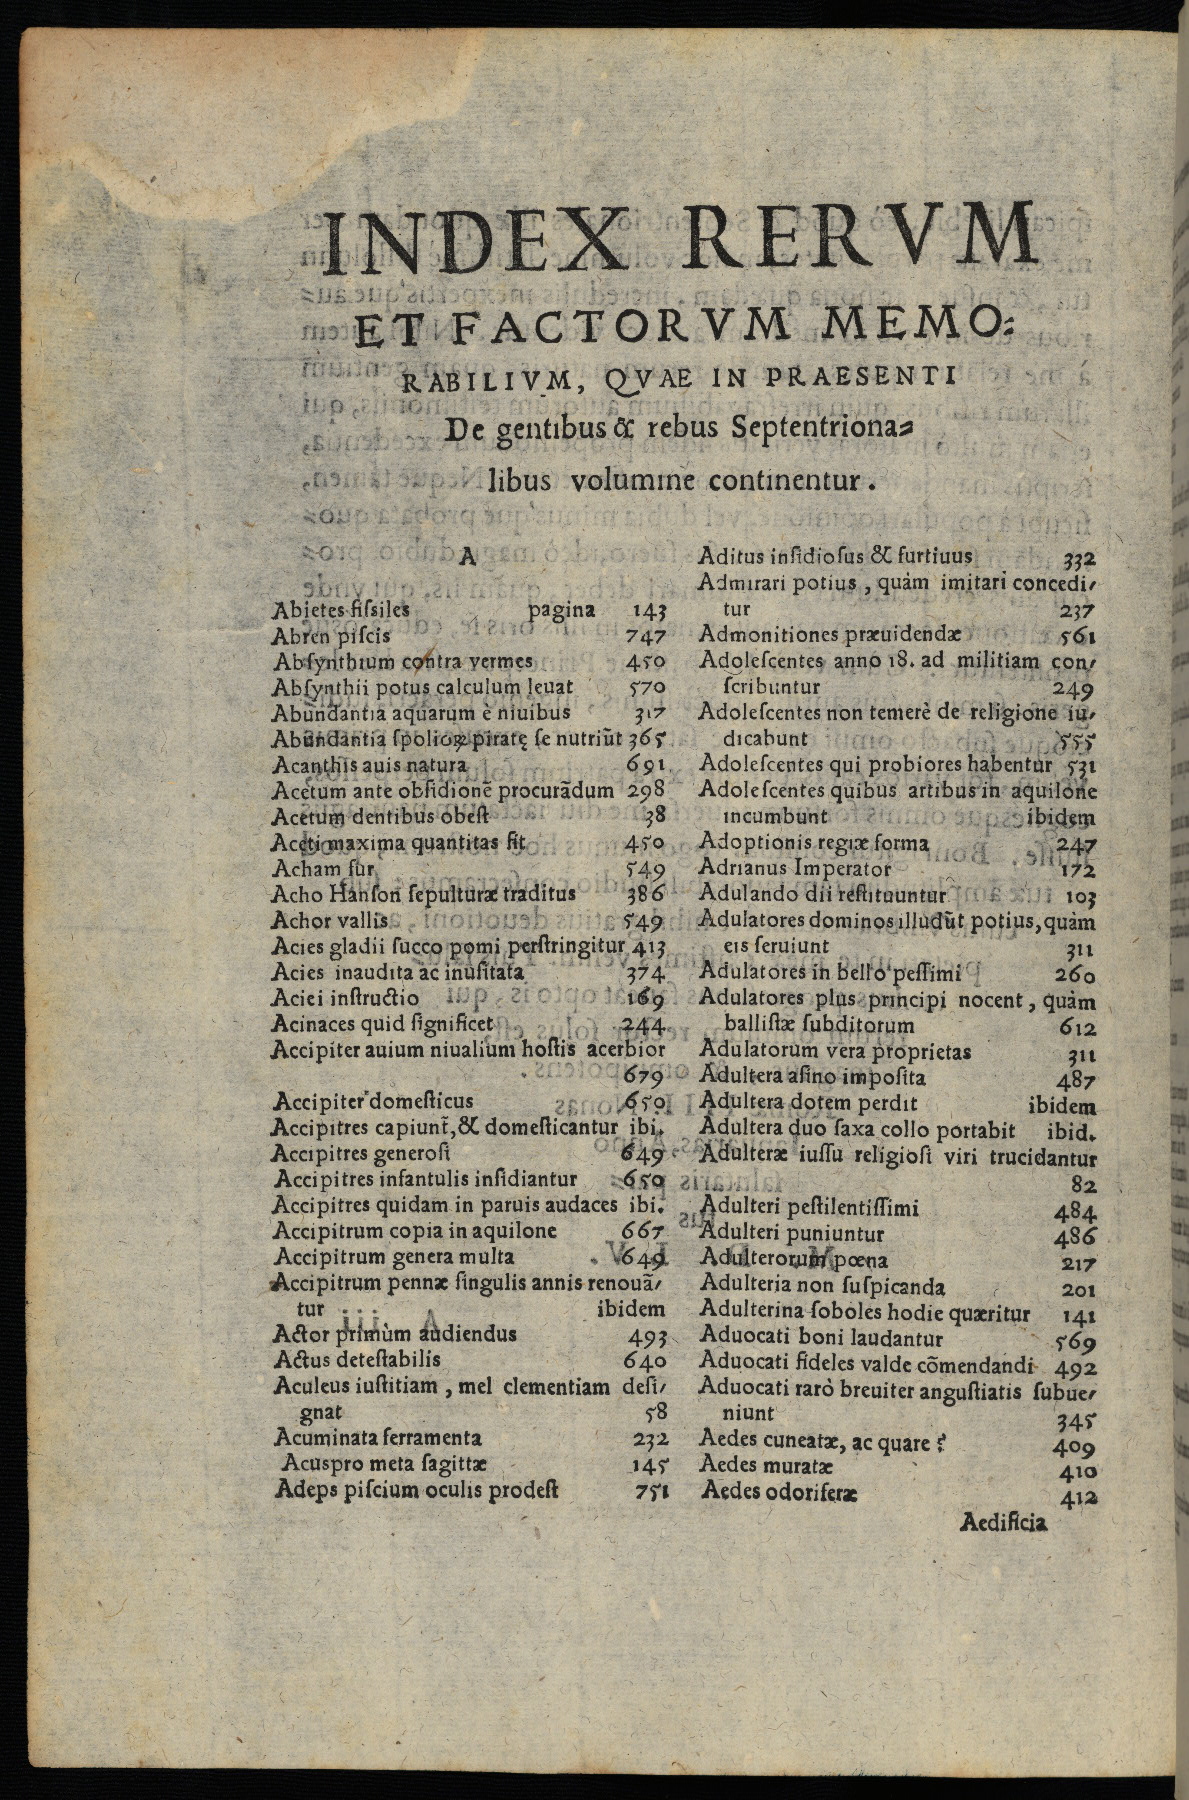 INDEX RERVM
ET FACTORVM MEMO⸗
RABILIVM, QVAE IN PRAESENTI
De gentibus & rebus Septentriona⸗
libus volumine continentur.
A
Abietes fiſsiles pagina 143
Abren piſcis 747
Abſynthium contra vermes 450
Abſynthii potus calculum leuat 570
Abundantia aquarum è niuibus 317
Abundantia ſpolioꝝ piratę ſe nutriūt 365
Acanthis auis natura 691
Acetum ante obſidionē procurādum 298
Acetum dentibus obeſt 38
Aceti maxima quantitas fit 450
Acham ſur 549
Acho Hanſon ſepulturæ traditus 386
Achor vallis 549
Acies gladii ſucco pomi perſtringitur 413
Acies inaudita ac inuſitata 374
Aciei inſtructio 169
Acinaces quid ſignificet 244
Accipiter auium niualium hoſtis acerbior
679
Accipiter domeſticus 650
Accipitres capiunt̄, & domeſticantur ibi.
Accipitres generoſi 649
Accipitres infantulis inſidiantur 650
Accipitres quidam in paruis audaces ibi.
Accipitrum copia in aquilone 667
Accipitrum genera multa 649
Accipitrum pennæ ſingulis annis renouā⸗
tur ibidem
Actor primùm audiendus 493
Actus deteſtabilis 640
Aculeus iuſtitiam, mel clementiam deſi⸗
gnat 58
Acuminata ferramenta 232
Acus pro meta ſagittæ 145
Adeps piſcium oculis prodeſt 751
Aditus inſidioſus & furtiuus 332
Admirari potius, quàm imitari concedi⸗
tur 237
Admonitiones præuidendæ 561
Adoleſcentes anno 18. ad militiam con⸗
ſcribuntur 249
Adoleſcentes non temerè de religione iu⸗
dicabunt 555
Adoleſcentes qui probiores habentur 531
Adoleſcentes quibus artibus in aquilone
incumbunt ibidem
Adoptionis regiæ forma 247
Adrianus Imperator 172
Adulando dii reſtituuntur 103
Adulatores dominos illudūt potius, quàm
eis ſeruiunt 311
Adulatores in bello peſſimi 260
Adulatores plus principi nocent, quàm
balliſtæ ſubditorum 612
Adulatorum vera proprietas 311
Adultera aſino impoſita 487
Adultera dotem perdit ibidem
Adultera duo ſaxa collo portabit ibid.
Adulteræ iuſſu religioſi viri trucidantur
82
Adulteri peſtilentiſſimi 484
Adulteri puniuntur 486
Adulterorum pœna 217
Adulteria non ſuſpicanda 201
Adulterina ſoboles hodie quæritur 141
Aduocati boni laudantur 569
Aduocati fideles valde cōmendandi 492
Aduocati rarò breuiter anguſtiatis ſubue⸗
niunt 345
Aedes cuneatæ, ac quare? 409
Aedes muratæ 410
Aedes odoriferæ 412
Aedificia